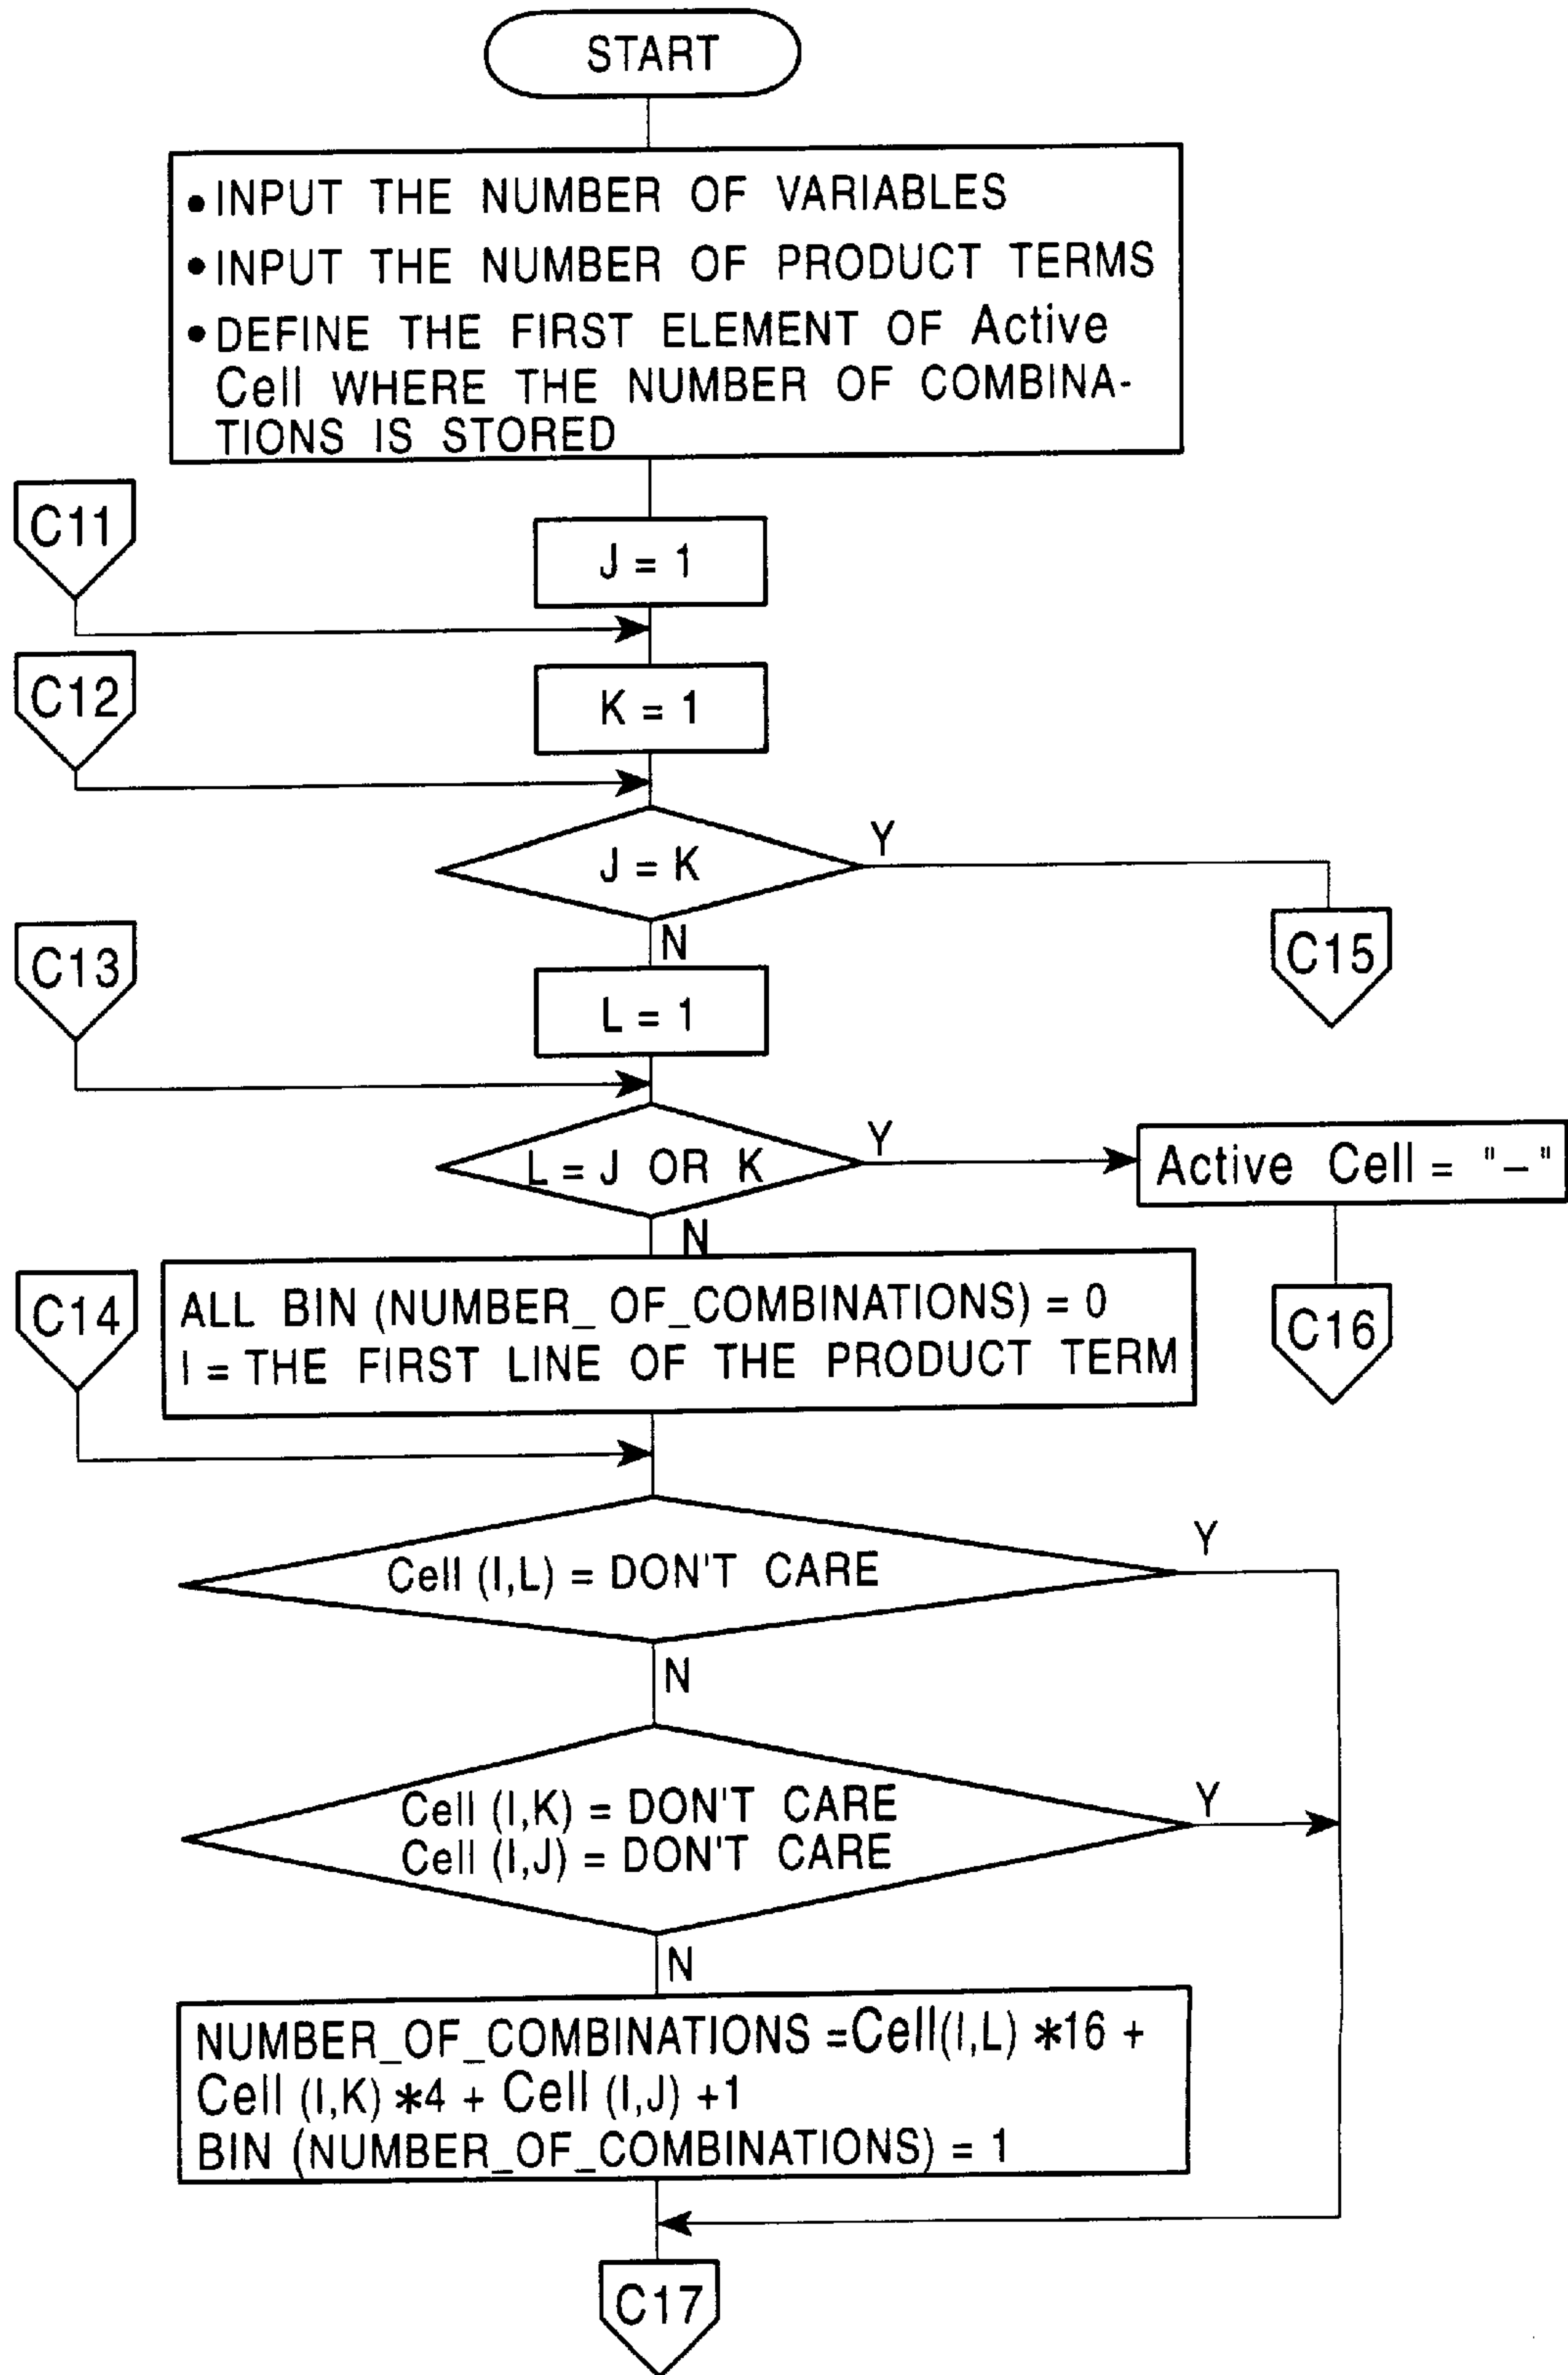 START
• INPUT THE NUMBER OF VARIABLES
• INPUT THE NUMBER OF PRODUCT TERMS
• DEFINE THE FIRST ELEMENT OF Active
Cell WHERE THE NUMBER OF COMBINA-
TIONS IS STORED
C11
J = 1
C12
K = 1
J = K
Y
N
C13
C15
L = 1
L = J OR K
Y
Active Cell = "–"
N
C14
ALL BIN (NUMBER_OF_COMBINATIONS) = 0
I = THE FIRST LINE OF THE PRODUCT TERM
C16
Cell (I,L) = DON'T CARE
Y
N
Cell (I,K) = DON'T CARE
Cell (I,J) = DON'T CARE
Y
N
NUMBER_OF_COMBINATIONS =Cell(I,L) *16 +
Cell (I,K) *4 + Cell (I,J) +1
BIN (NUMBER_OF_COMBINATIONS) = 1
C17